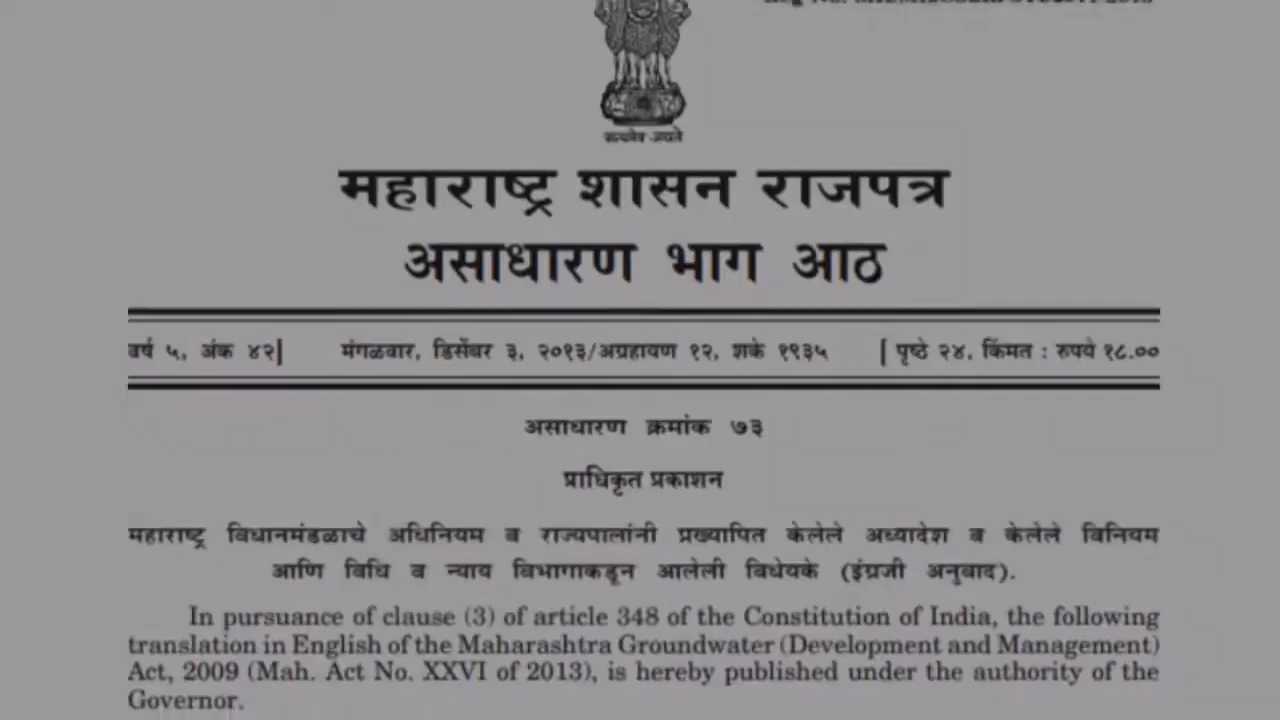 सत्यमेव जयते
महाराष्ट्र शासन राजपत्र
असाधारण भाग आठ
वर्ष ५, अंक ४२]
मंगळवार, डिसेंबर ३, २०१३/अग्रहायण १२, शके १९३५
[ पृष्ठे २४, किंमत : रुपये १८.००
असाधारण क्रमांक ७३
प्राधिकृत प्रकाशन
महाराष्ट्र विधानमंडळाचे अधिनियम व राज्यपालांनी प्रख्यापित केलेले अध्यादेश व केलेले विनियम
आणि विधि व न्याय विभागाकडून आलेली विधेयके (इंग्रजी अनुवाद).
In pursuance of clause (3) of article 348 of the Constitution of India, the following
translation in English of the Maharashtra Groundwater (Development and Management)
Act, 2009 (Mah. Act No. XXVI of 2013), is hereby published under the authority of the
Governor.